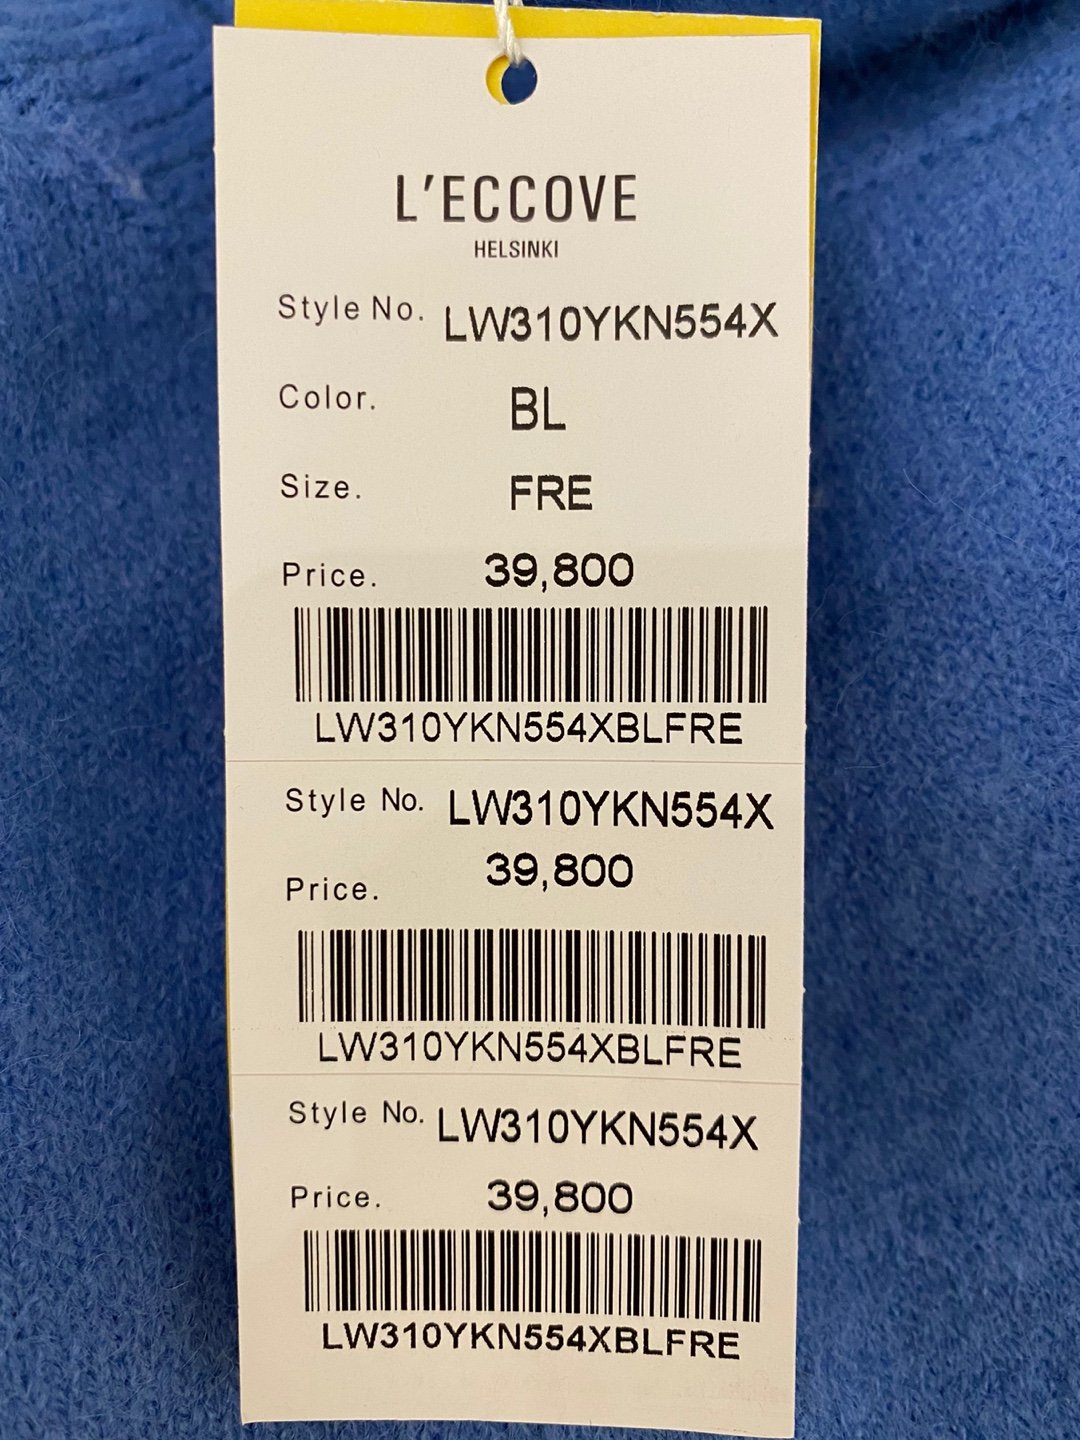 L'ECCOVE
HELSINKI
Style No. LW310YKN554X
Color. BL
Size. FRE
Price. 39,800
LW310YKN554XBLFRE
Style No. LW310YKN554X
Price. 39,800
LW310YKN554XBLFRE
Style No. LW310YKN554X
Price. 39,800
LW310YKN554XBLFRE